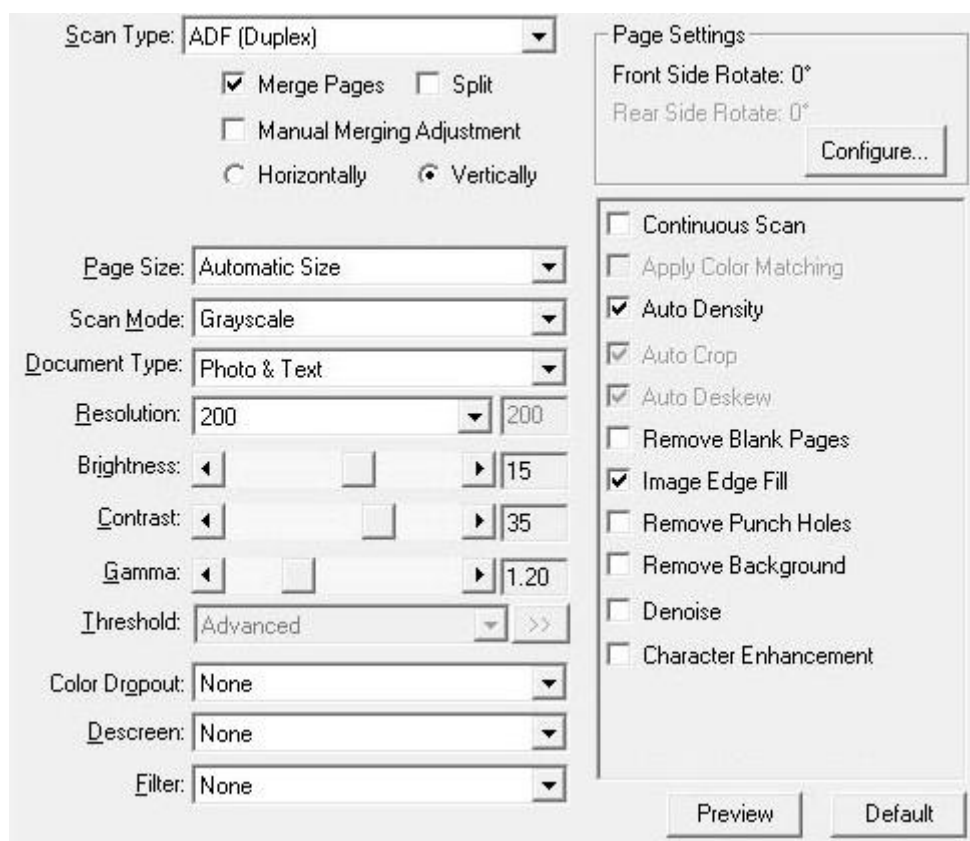 Scan Type: ADF (Duplex)
Merge Pages Split
Manual Merging Adjustment
Horizontally Vertically
Page Size: Automatic Size
Scan Mode: Grayscale
Document Type: Photo & Text
Resolution: 200 200
Brightness: 15
Contrast: 35
Gamma: 1.20
Threshold: Advanced >>
Color Dropout: None
Descreen: None
Filter: None
Page Settings
Front Side Rotate: 0°
Rear Side Rotate: 0°
Configure...
Continuous Scan
Apply Color Matching
Auto Density
Auto Crop
Auto Deskew
Remove Blank Pages
Image Edge Fill
Remove Punch Holes
Remove Background
Denoise
Character Enhancement
Preview Default